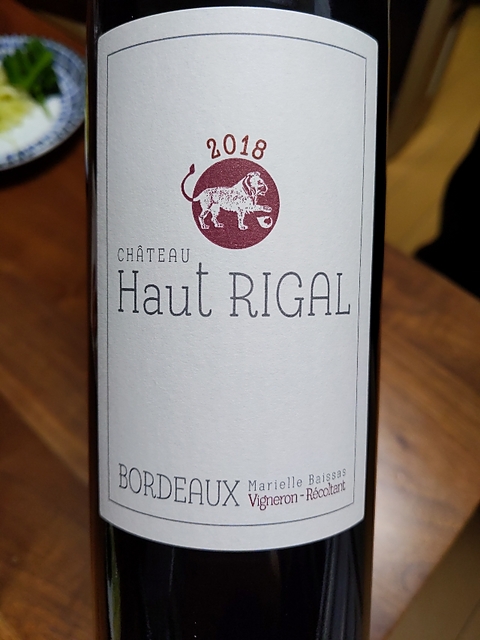 2018
CHÂTEAU
Haut RIGAL
BORDEAUX
Marielle Baissas
Vigneron - Récoltant